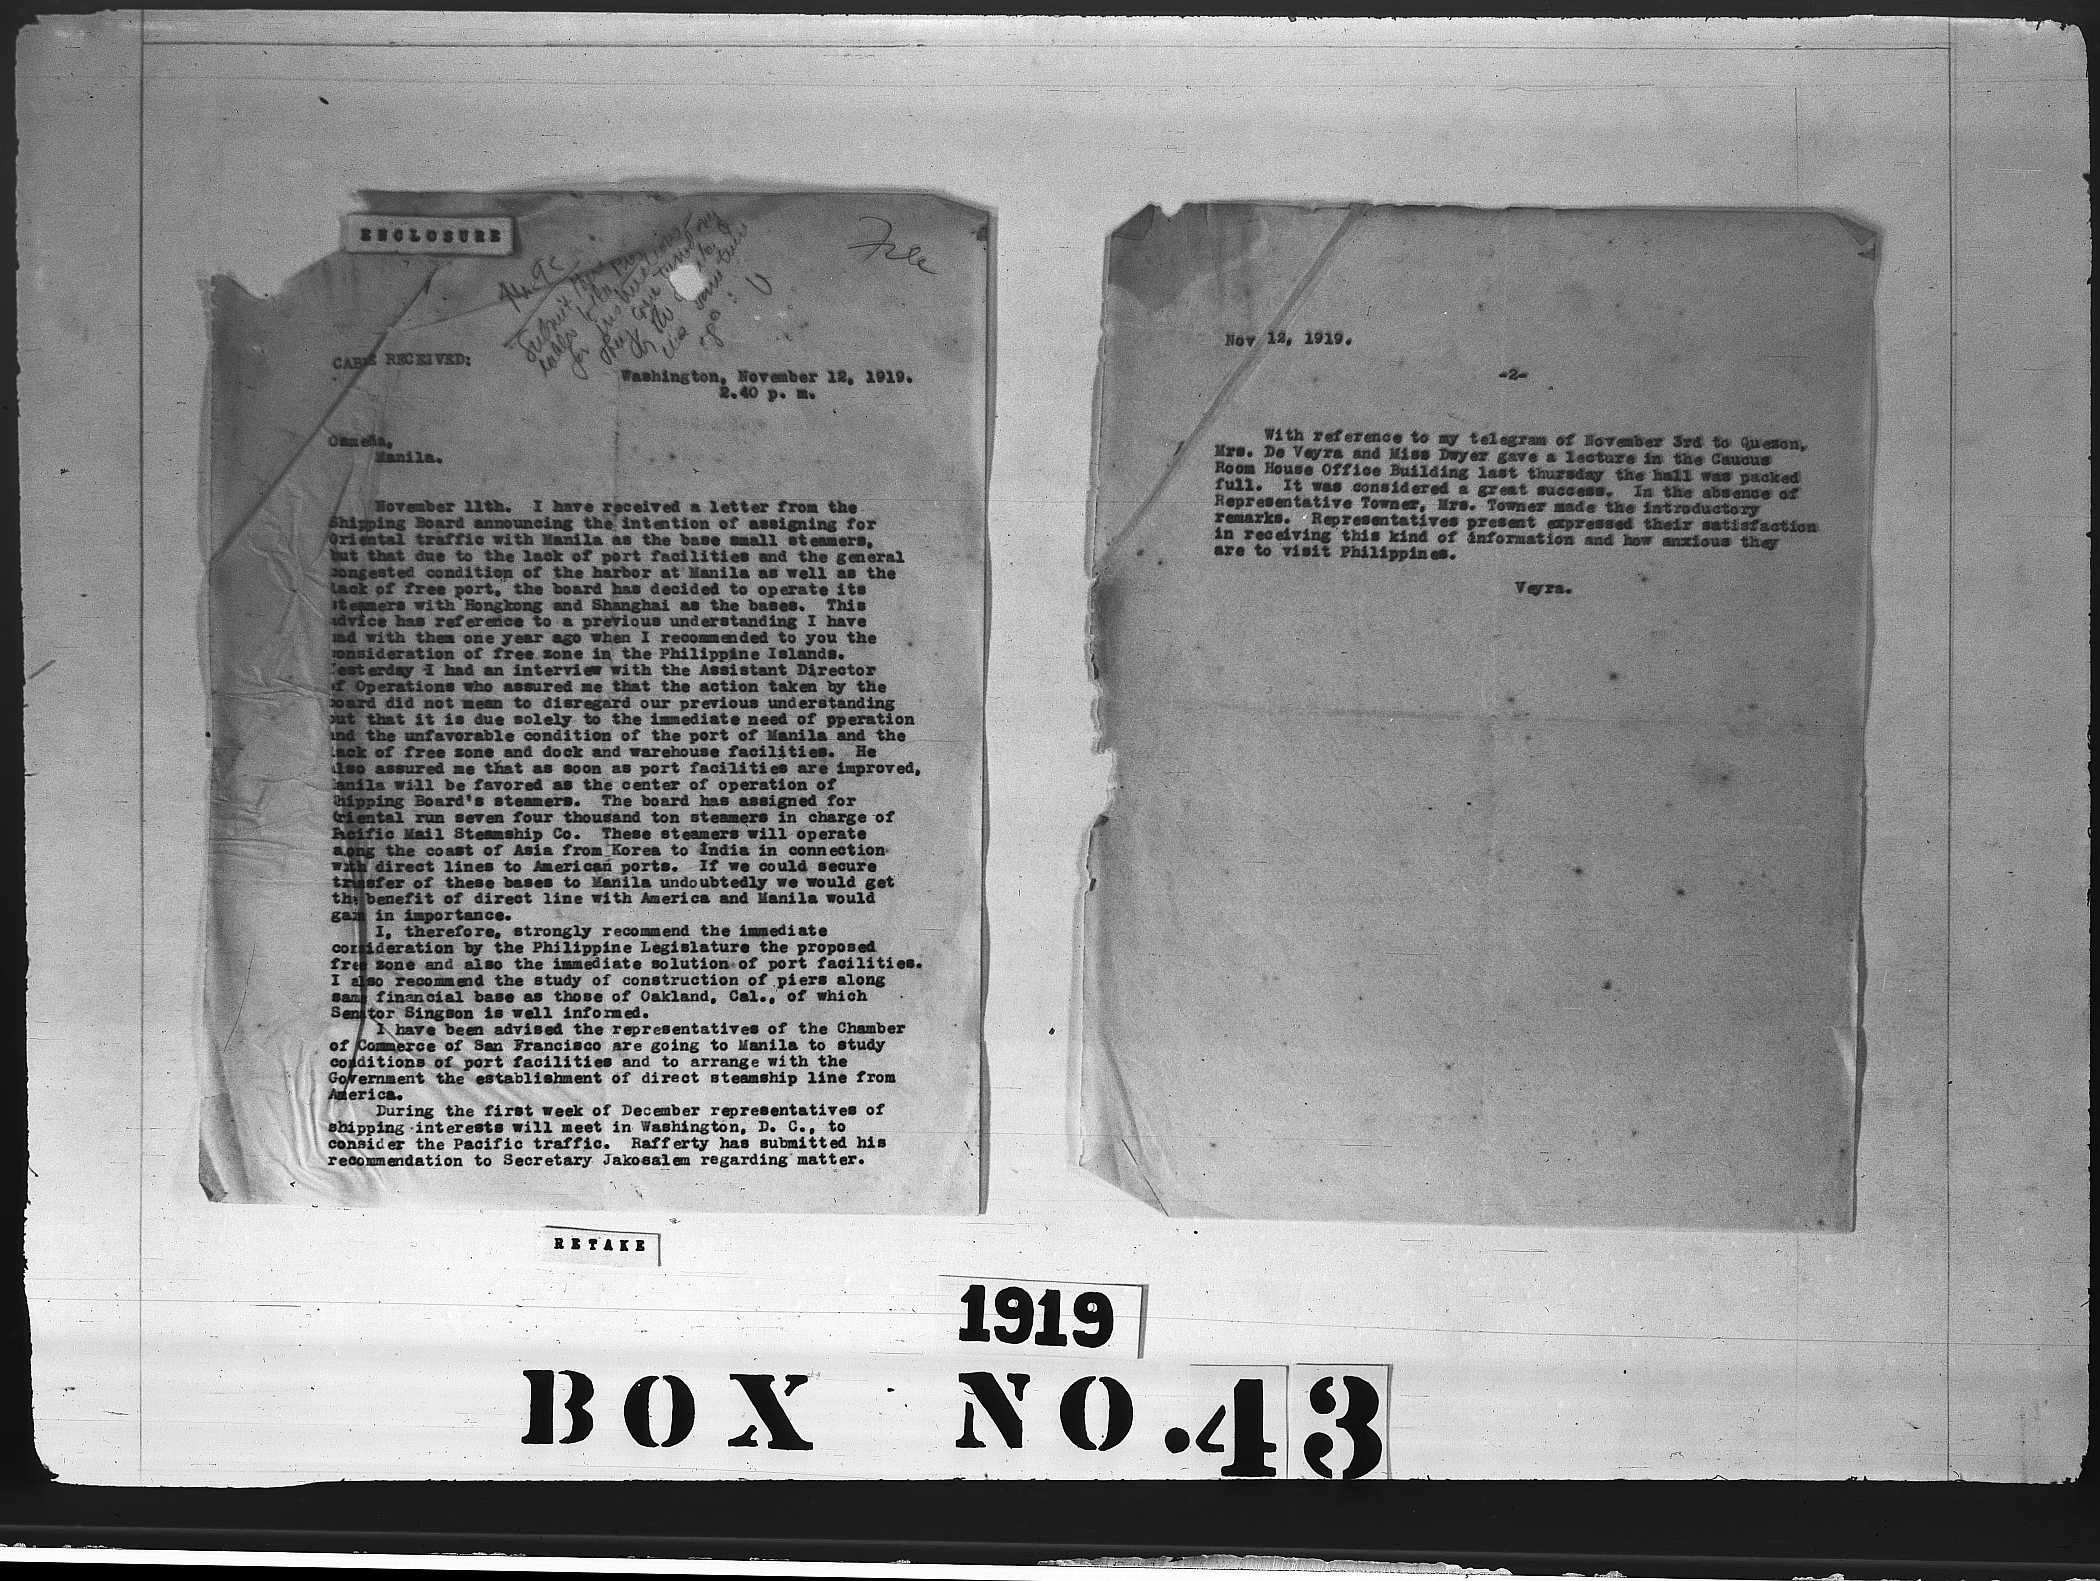 ENCLOSURE
File
CABLE RECEIVED:
Washington, November 12, 1919.
2.40 p. m.
Osmeña,
Manila.
November 11th. I have received a letter from the
Shipping Board announcing the intention of assigning for
Oriental traffic with Manila as the base small steamers,
but that due to the lack of port facilities and the general
congested condition of the harbor at Manila as well as the
lack of free port, the board has decided to operate its
steamers with Hongkong and Shanghai as the bases. This
advice has reference to a previous understanding I have
had with them one year ago when I recommended to you the
consideration of free zone in the Philippine Islands.
Yesterday I had an interview with the Assistant Director
of Operations who assured me that the action taken by the
board did not mean to disregard our previous understanding
but that it is due solely to the immediate need of pperation
and the unfavorable condition of the port of Manila and the
lack of free zone and dock and warehouse facilities. He
also assured me that as soon as port facilities are improved,
Manila will be favored as the center of operation of
Shipping Board's steamers. The board has assigned for
Oriental run seven four thousand ton steamers in charge of
Pacific Mail Steamship Co. These steamers will operate
along the coast of Asia from Korea to India in connection
with direct lines to American ports. If we could secure
transfer of these bases to Manila undoubtedly we would get
the benefit of direct line with America and Manila would
gain in importance.
I, therefore, strongly recommend the immediate
consideration by the Philippine Legislature the proposed
free zone and also the immediate solution of port facilities.
I also recommend the study of construction of piers along
same financial base as those of Oakland, Cal., of which
Senator Singson is well informed.
I have been advised the representatives of the Chamber
of Commerce of San Francisco are going to Manila to study
conditions of port facilities and to arrange with the
Government the establishment of direct steamship line from
America.
During the first week of December representatives of
shipping interests will meet in Washington, D. C., to
consider the Pacific traffic. Rafferty has submitted his
recommendation to Secretary Jakosalem regarding matter.
Nov 12, 1919.
-2-
With reference to my telegram of November 3rd to Quezon,
Mrs. De Veyra and Miss Dwyer gave a lecture in the Caucus
Room House Office Building last thursday the hall was packed
full. It was considered a great success. In the absence of
Representative Towner, Mrs. Towner made the introductory
remarks. Representatives present expressed their satisfaction
in receiving this kind of information and how anxious they
are to visit Philippines.
Veyra.
RETAKE
1919
BOX NO.43